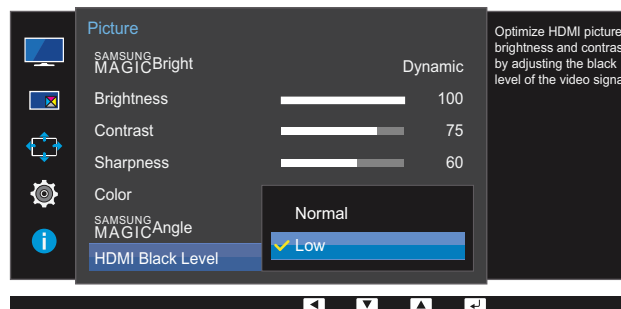 Picture
SAMSUNG
MAGICBright Dynamic
Brightness 100
Contrast 75
Sharpness 60
Color
SAMSUNG
MAGICAngle
HDMI Black Level
Normal
Low
Optimize HDMI picture
brightness and contras
by adjusting the black
level of the video signa